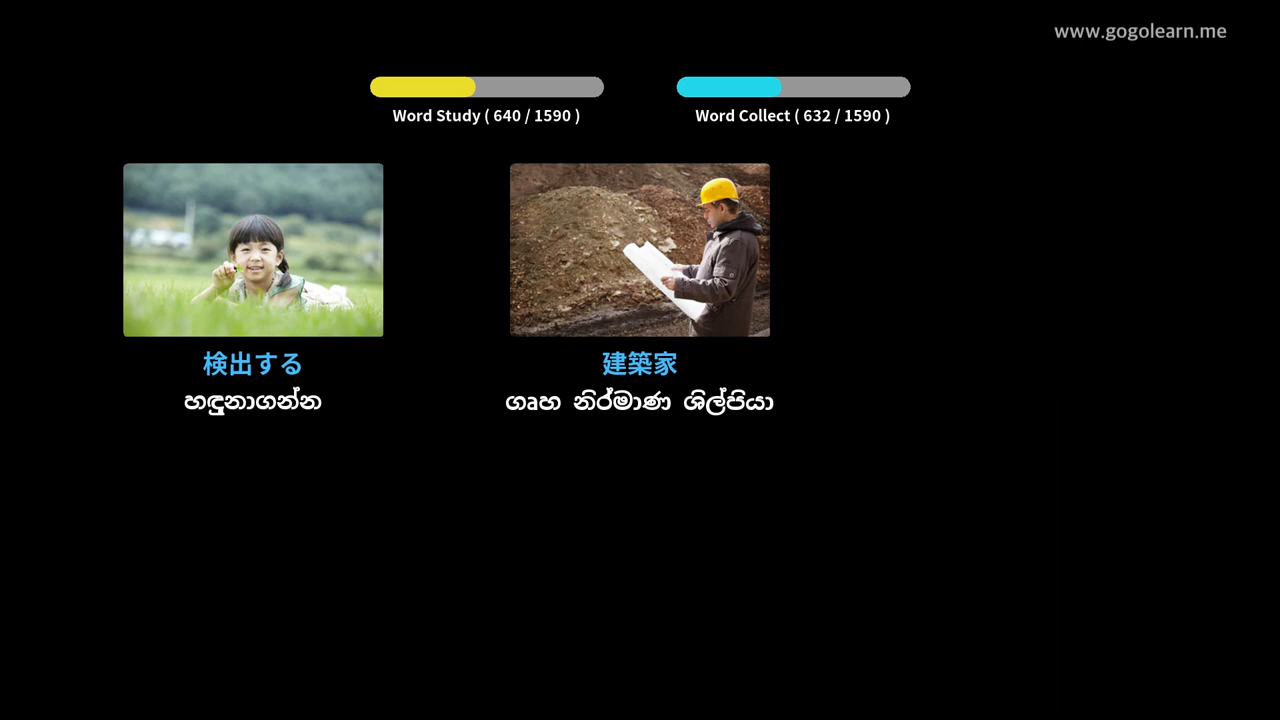 www.gogolearn.me
Word Study ( 640 / 1590 )
Word Collect ( 632 / 1590 )
検出する
හඳුනාගන්න
建築家
ගෘහ නිර්මාණ ශිල්පියා